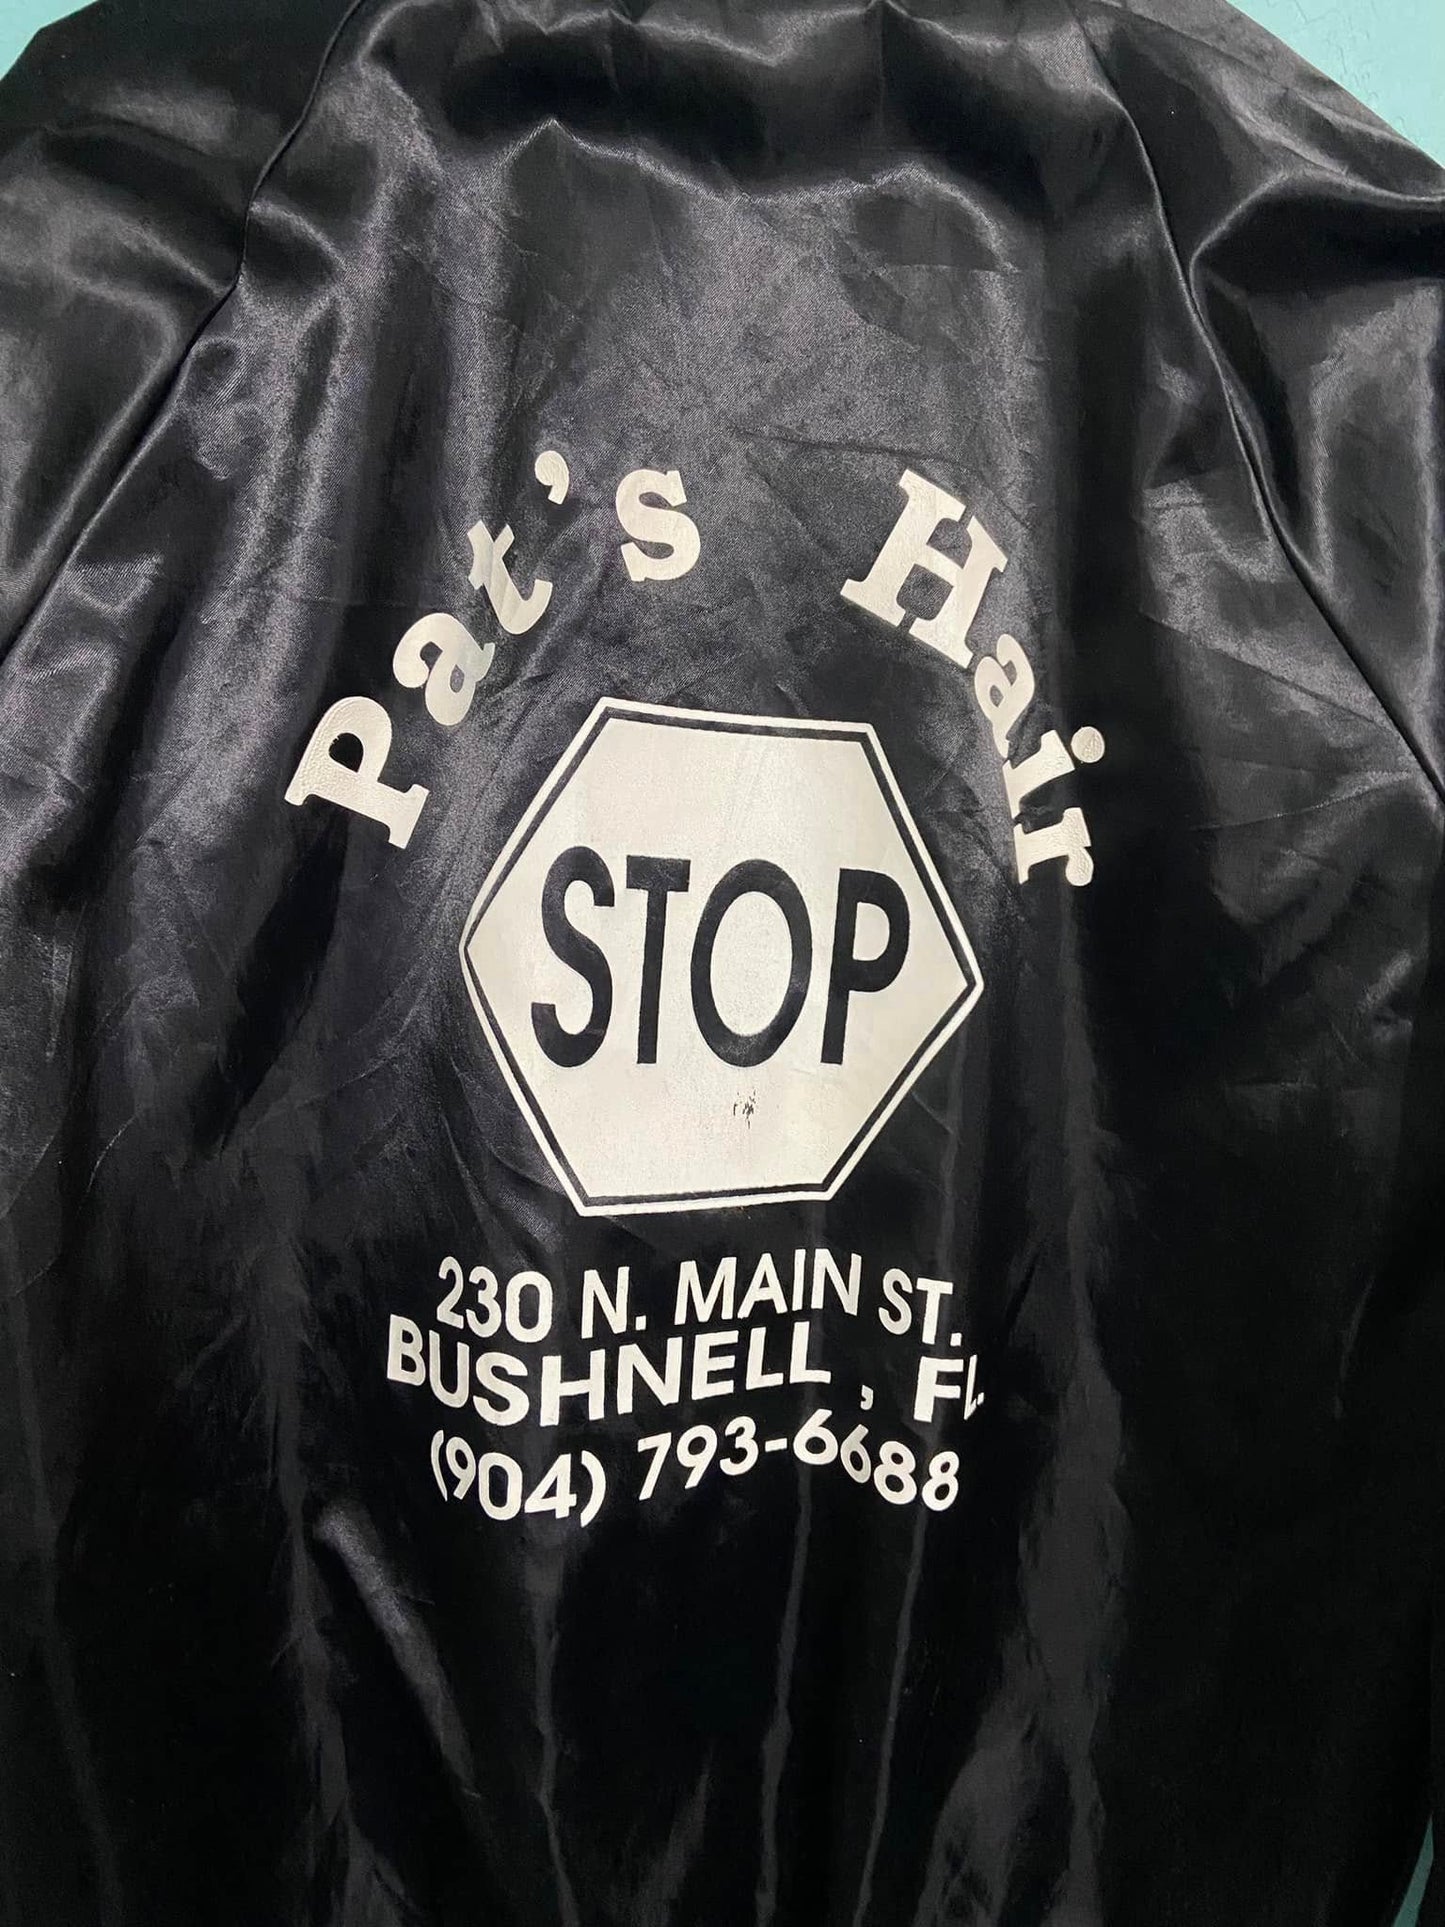 Pat's Hair
STOP
230 N. MAIN ST.
BUSHNELL, FL.
(904) 793-6688